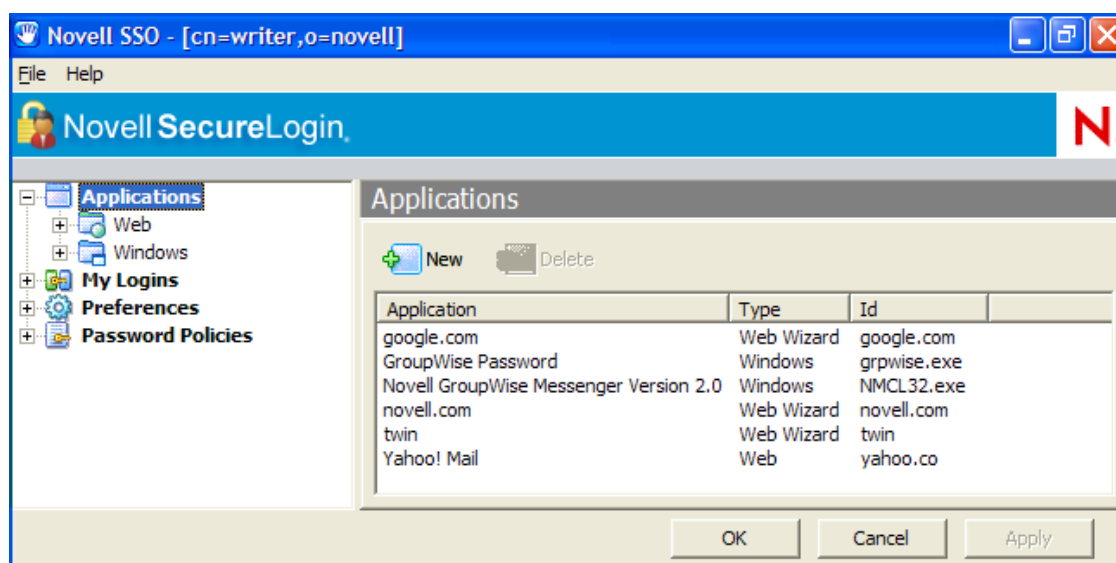 Novell SSO - [cn=writer,o=novell]
File Help
Novell SecureLogin.
N
Applications
Web
Windows
My Logins
Preferences
Password Policies
Applications
New Delete
Application Type Id
google.com Web Wizard google.com
GroupWise Password Windows grpwise.exe
Novell GroupWise Messenger Version 2.0 Windows NMCL32.exe
novell.com Web Wizard novell.com
twin Web Wizard twin
Yahoo! Mail Web yahoo.co
OK Cancel Apply